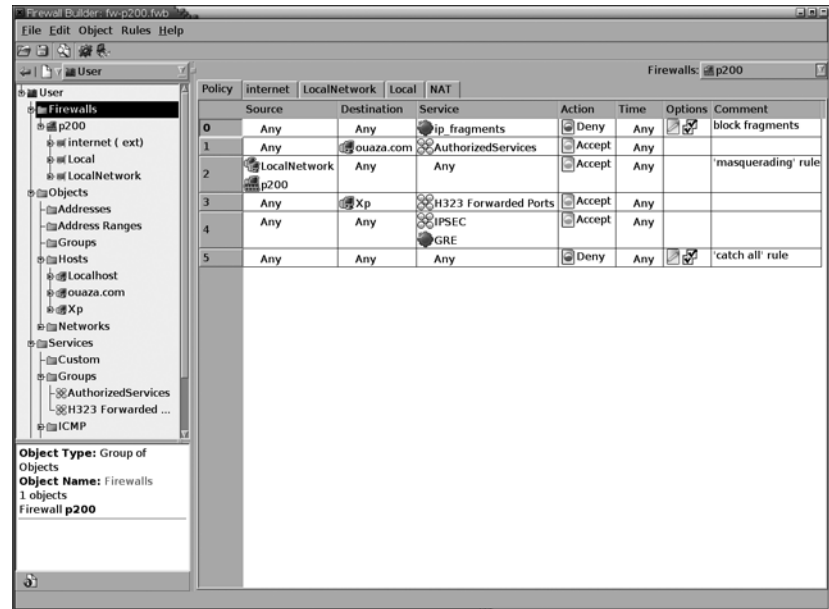 Firewall Builder: fw-p200.fwb
File Edit Object Rules Help
User
Firewalls: p200
User
Firewalls
p200
internet ( ext)
Local
LocalNetwork
Objects
Addresses
Address Ranges
Groups
Hosts
Localhost
ouaza.com
Xp
Networks
Services
Custom
Groups
AuthorizedServices
H323 Forwarded ...
ICMP
Object Type: Group of
Objects
Object Name: Firewalls
1 objects
Firewall p200
Policy internet LocalNetwork Local NAT
Source Destination Service Action Time Options Comment
0 Any Any ip_fragments Deny Any block fragments
1 Any ouaza.com AuthorizedServices Accept Any
2 LocalNetwork Any Any Accept Any 'masquerading' rule
p200
3 Any Xp H323 Forwarded Ports Accept Any
4 Any Any IPSEC Accept Any
GRE
5 Any Any Any Deny Any 'catch all' rule